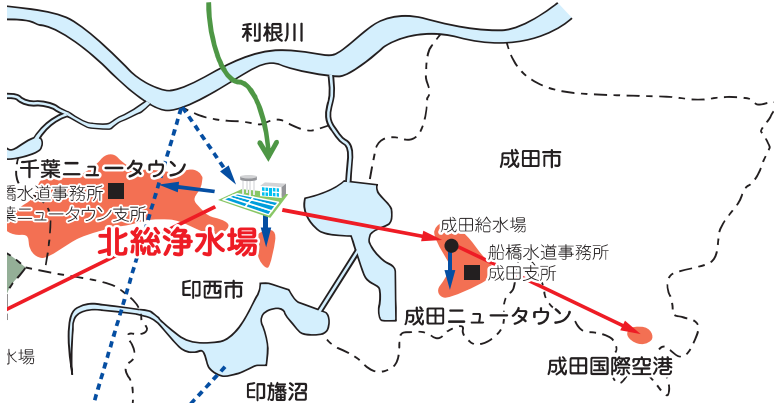 利根川
成田市
千葉ニュータウン
橋水道事務所
葉ニュータウン支所
北総浄水場
成田給水場
船橋水道事務所
成田支所
印西市
成田ニュータウン
水場
成田国際空港
印旛沼